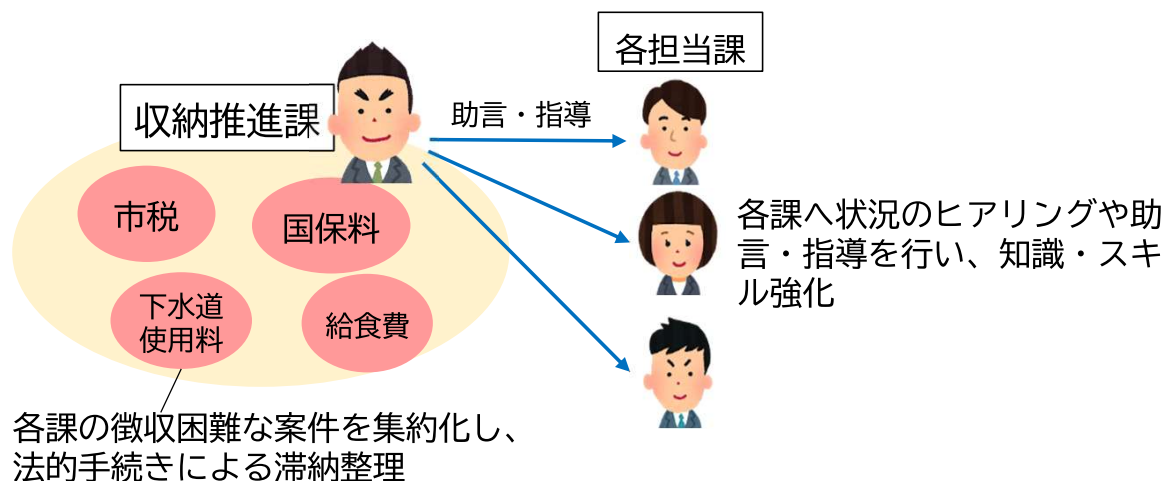 各担当課
収納推進課
助言・指導
市税
国保料
下水道
使用料
給食費
各課へ状況のヒアリングや助
言・指導を行い、知識・スキ
ル強化
各課の徴収困難な案件を集約化し、
法的手続きによる滞納整理